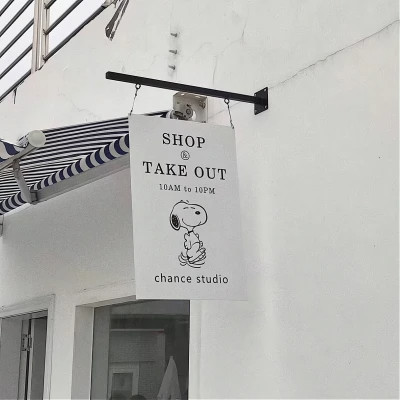 SHOP
&
TAKE OUT
10AM to 10PM
chance studio